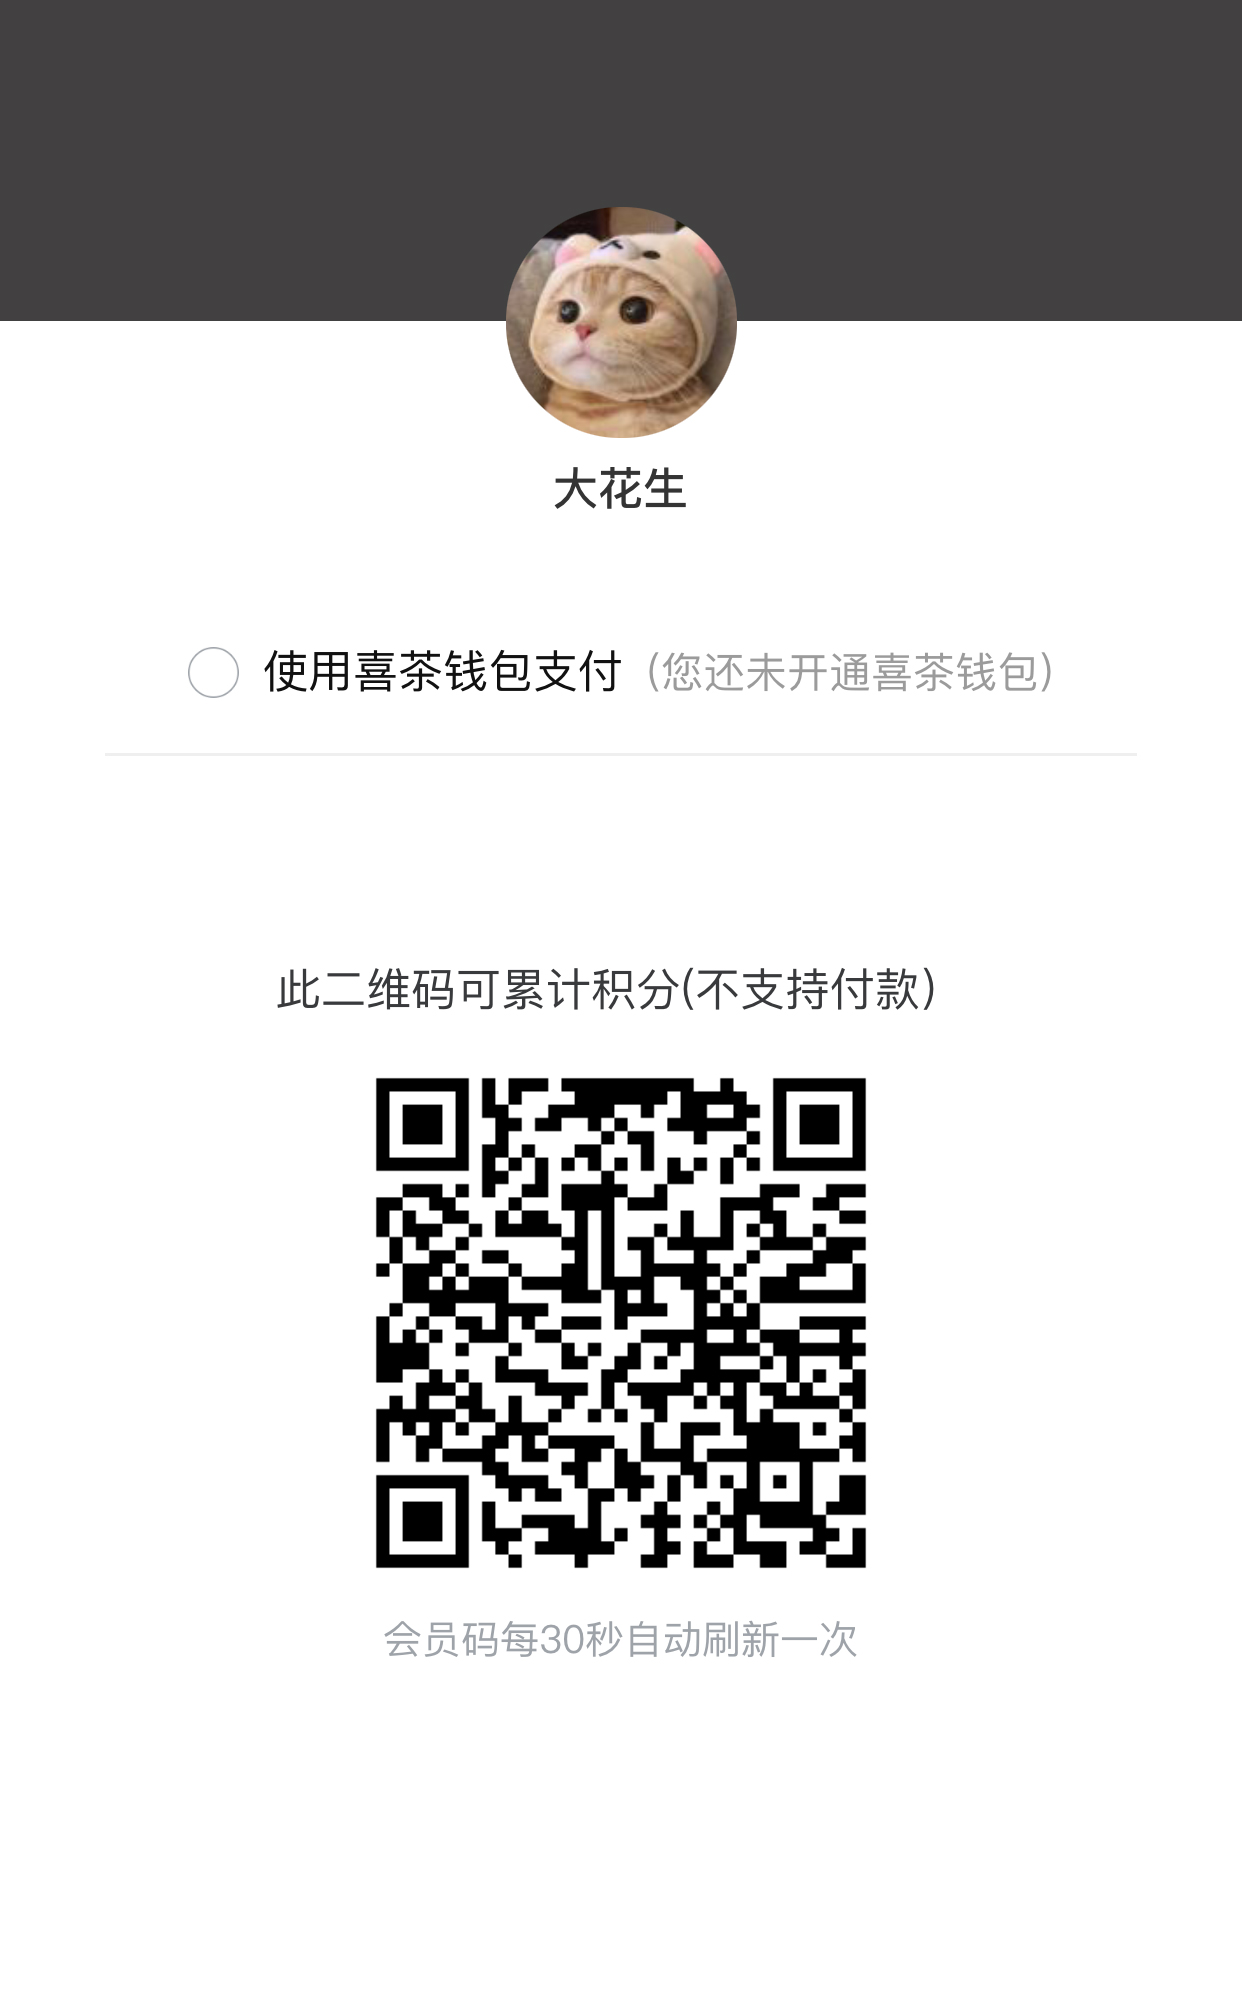 大花生
使用喜茶钱包支付 (您还未开通喜茶钱包)
此二维码可累计积分(不支持付款)
会员码每30秒自动刷新一次